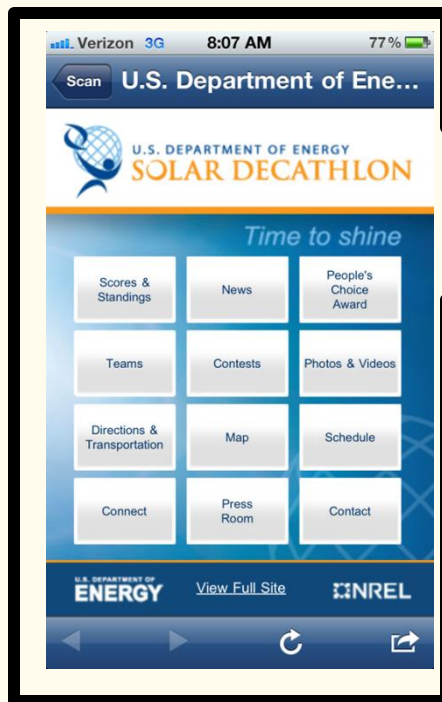 Verizon 3G 8:07 AM 77%
Scan U.S. Department of Ene...
U.S. DEPARTMENT OF ENERGY
SOLAR DECATHLON
Time to shine
Scores &
Standings
News
People's
Choice
Award
Teams
Contests
Photos & Videos
Directions &
Transportation
Map
Schedule
Connect
Press
Room
Contact
U.S. DEPARTMENT OF
ENERGY
View Full Site
NREL